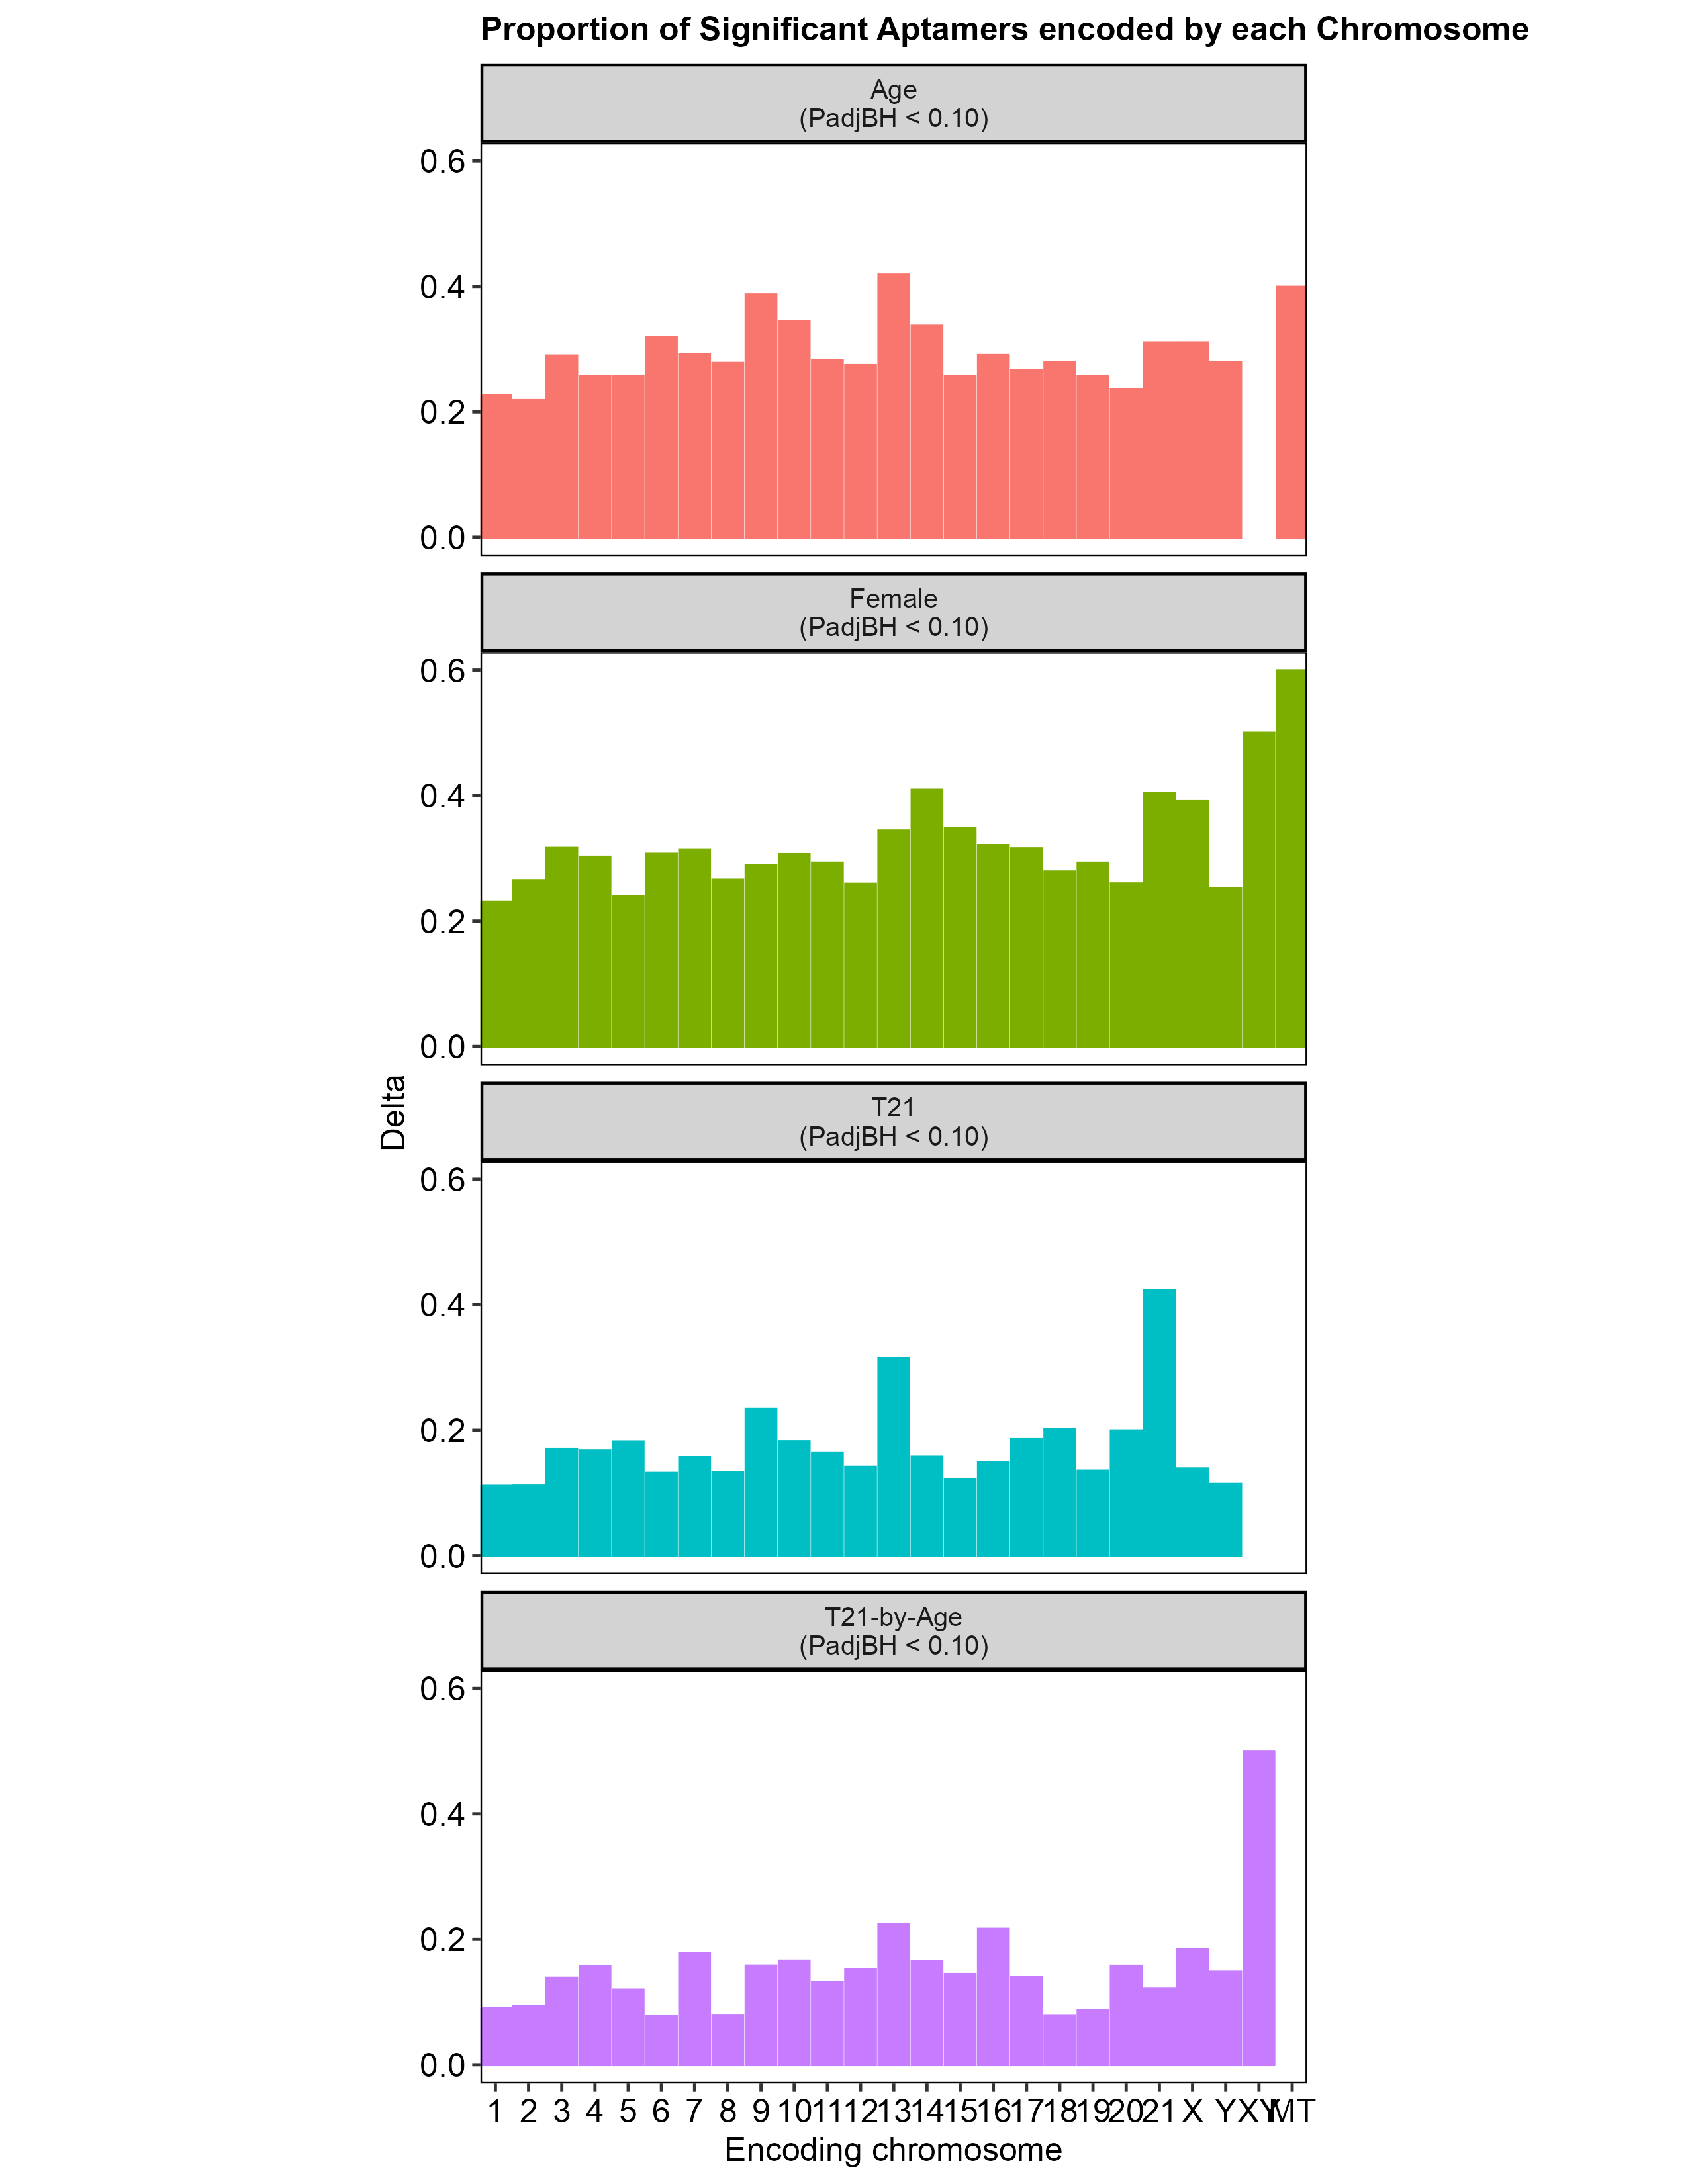 Proportion of Significant Aptamers encoded by each Chromosome
Age
(PadjBH < 0.10)
0.6
0.4
0.2
0.0
Female
(PadjBH < 0.10)
0.6
0.4
0.2
0.0
Delta
T21
(PadjBH < 0.10)
0.6
0.4
0.2
0.0
T21-by-Age
(PadjBH < 0.10)
0.6
0.4
0.2
0.0
1 2 3 4 5 6 7 8 9 10 11 12 13 14 15 16 17 18 19 20 21 X Y XY MT
Encoding chromosome